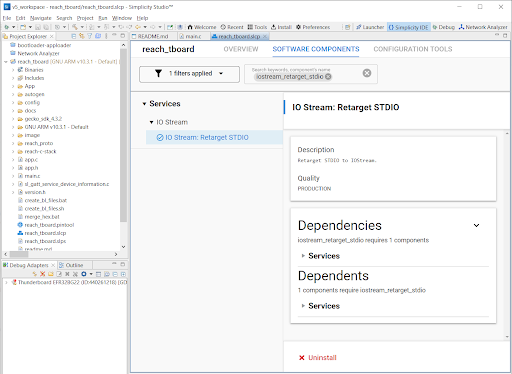 v5_workspace - reach_tboard/reach_tboard.slcp - Simplicity Studio™
File Edit Navigate Search Project Run Window Help
Launcher Simplicity IDE Debug Network Analyzer
Welcome Recent Tools Install Preferences
Project Explorer
bootloader-apploader
Network Analyzer
reach_tboard [GNU ARM v10.3.1 - Default]
Binaries
Includes
App
autogen
config
docs
gecko_sdk_4.3.2
GNU ARM v10.3.1 - Default
image
reach_proto
reach-c-stack
app.c
app.h
main.c
sl_gatt_service_device_information.c
version.h
create_bl_files.bat
create_bl_files.sh
merge_hex.bat
reach_tboard.pintool
reach_tboard.slcp
reach_tboard.slps
readme.md
Debug Adapters Outline
Thunderboard EFR32BG22 (ID:440261218) [GD
README.md main.c reach_tboard.slcp
reach_tboard OVERVIEW SOFTWARE COMPONENTS CONFIGURATION TOOLS
1 filters applied
Search keywords, component's name
iostream_retarget_stdio
Services
IO Stream
IO Stream: Retarget STDIO
IO Stream: Retarget STDIO
Description
Retarget STDIO to IOStream.
Quality
PRODUCTION
Dependencies
iostream_retarget_stdio requires 1 components
Services
Dependents
1 components require iostream_retarget_stdio
Services
Uninstall